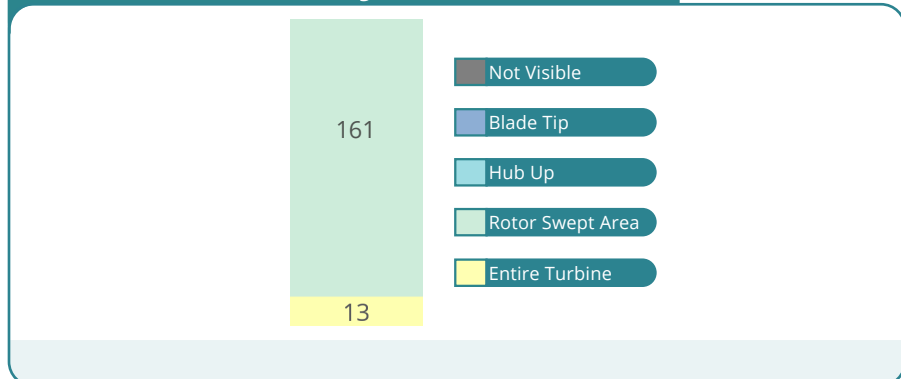 161
13
Not Visible
Blade Tip
Hub Up
Rotor Swept Area
Entire Turbine